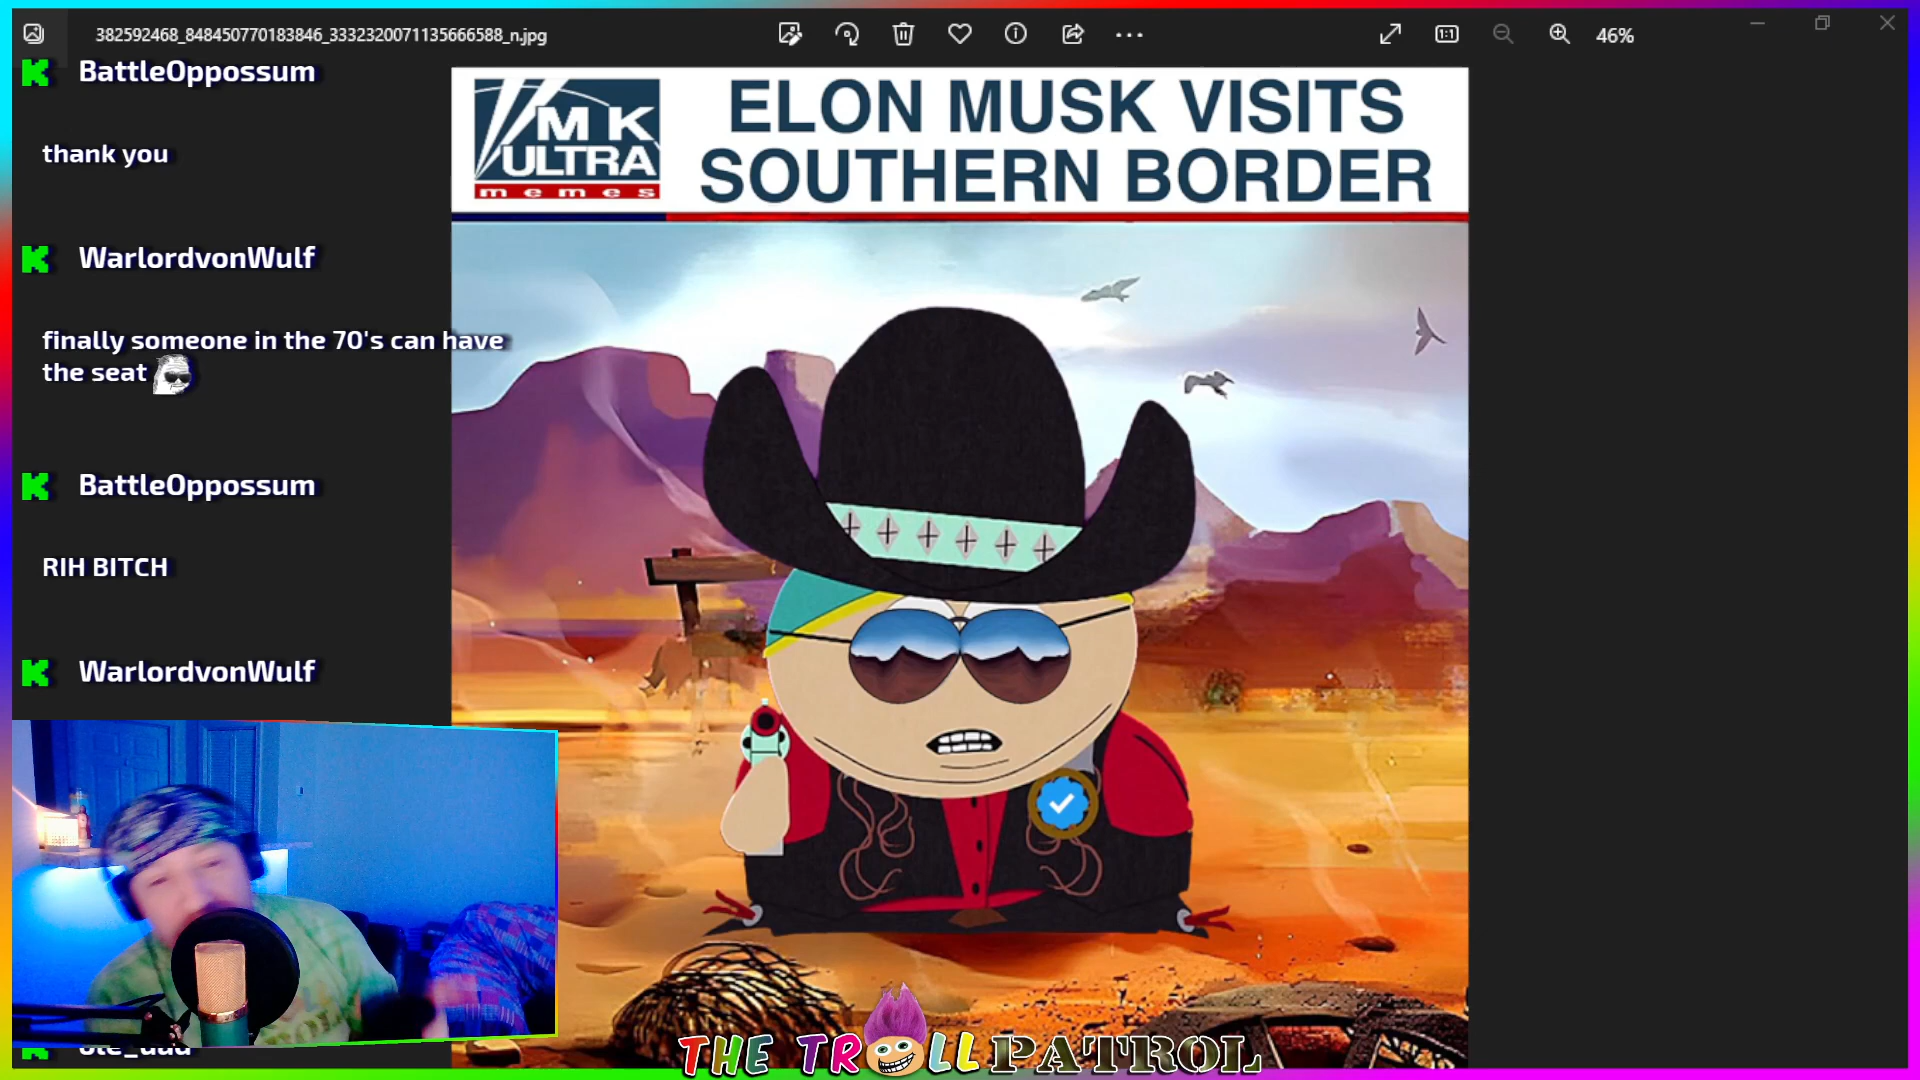 382592468_848450770183846_3332320071135666588_n.jpg
46%
BattleOppossum
thank you
WarlordvonWulf
finally someone in the 70's can have
the seat
BattleOppossum
RIH BITCH
WarlordvonWulf
MK
ULTRA
memes
ELON MUSK VISITS
SOUTHERN BORDER
THE TROLL PATROL